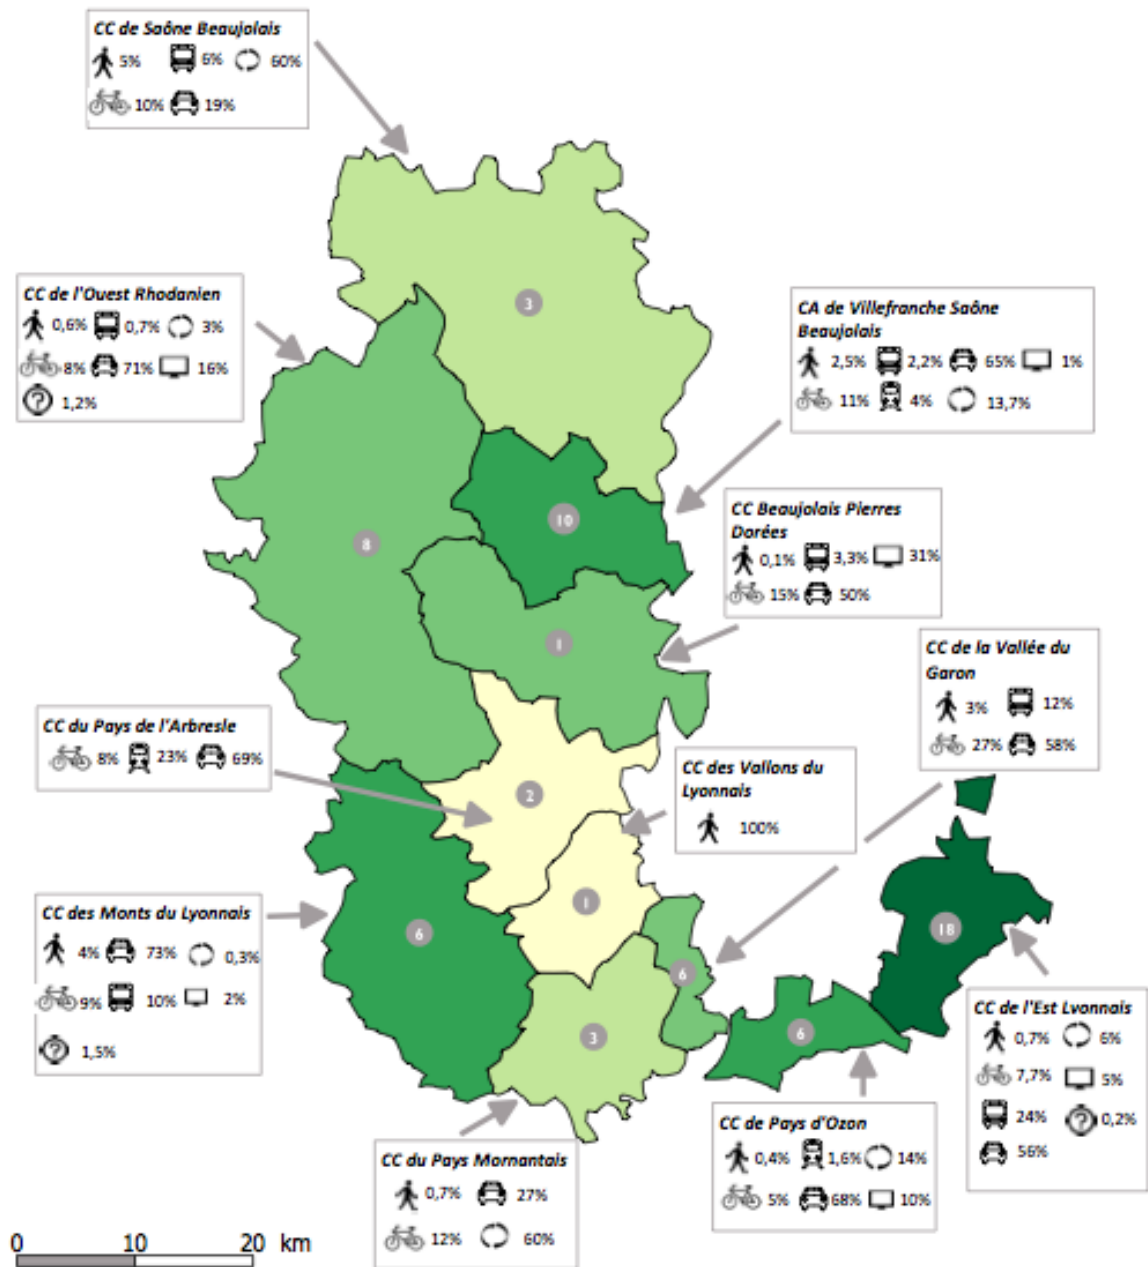 CC de Saône Beaujolais
5% 6% 60%
10% 19%
CC de l'Ouest Rhodanien
0,6% 0,7% 3%
8% 71% 16%
1,2%
3
CA de Villefranche Saône
Beaujolais
2,5% 2,2% 65% 1%
11% 4% 13,7%
10
8
CC Beaujolais Pierres
Dorées
0,1% 3,3% 31%
15% 50%
1
CC de la Vallée du
Garon
3% 12%
27% 58%
CC du Pays de l'Arbresle
8% 23% 69%
CC des Vallons du
Lyonnais
100%
2
1
CC des Monts du Lyonnais
4% 73% 0,3%
9% 10% 2%
1,5%
6
18
6
3
6
CC de l'Est Lyonnais
0,7% 6%
7,7% 5%
24% 0,2%
56%
CC de Pays d'Ozon
0,4% 1,6% 14%
5% 68% 10%
CC du Pays Mornantais
0,7% 27%
12% 60%
0 10 20 km